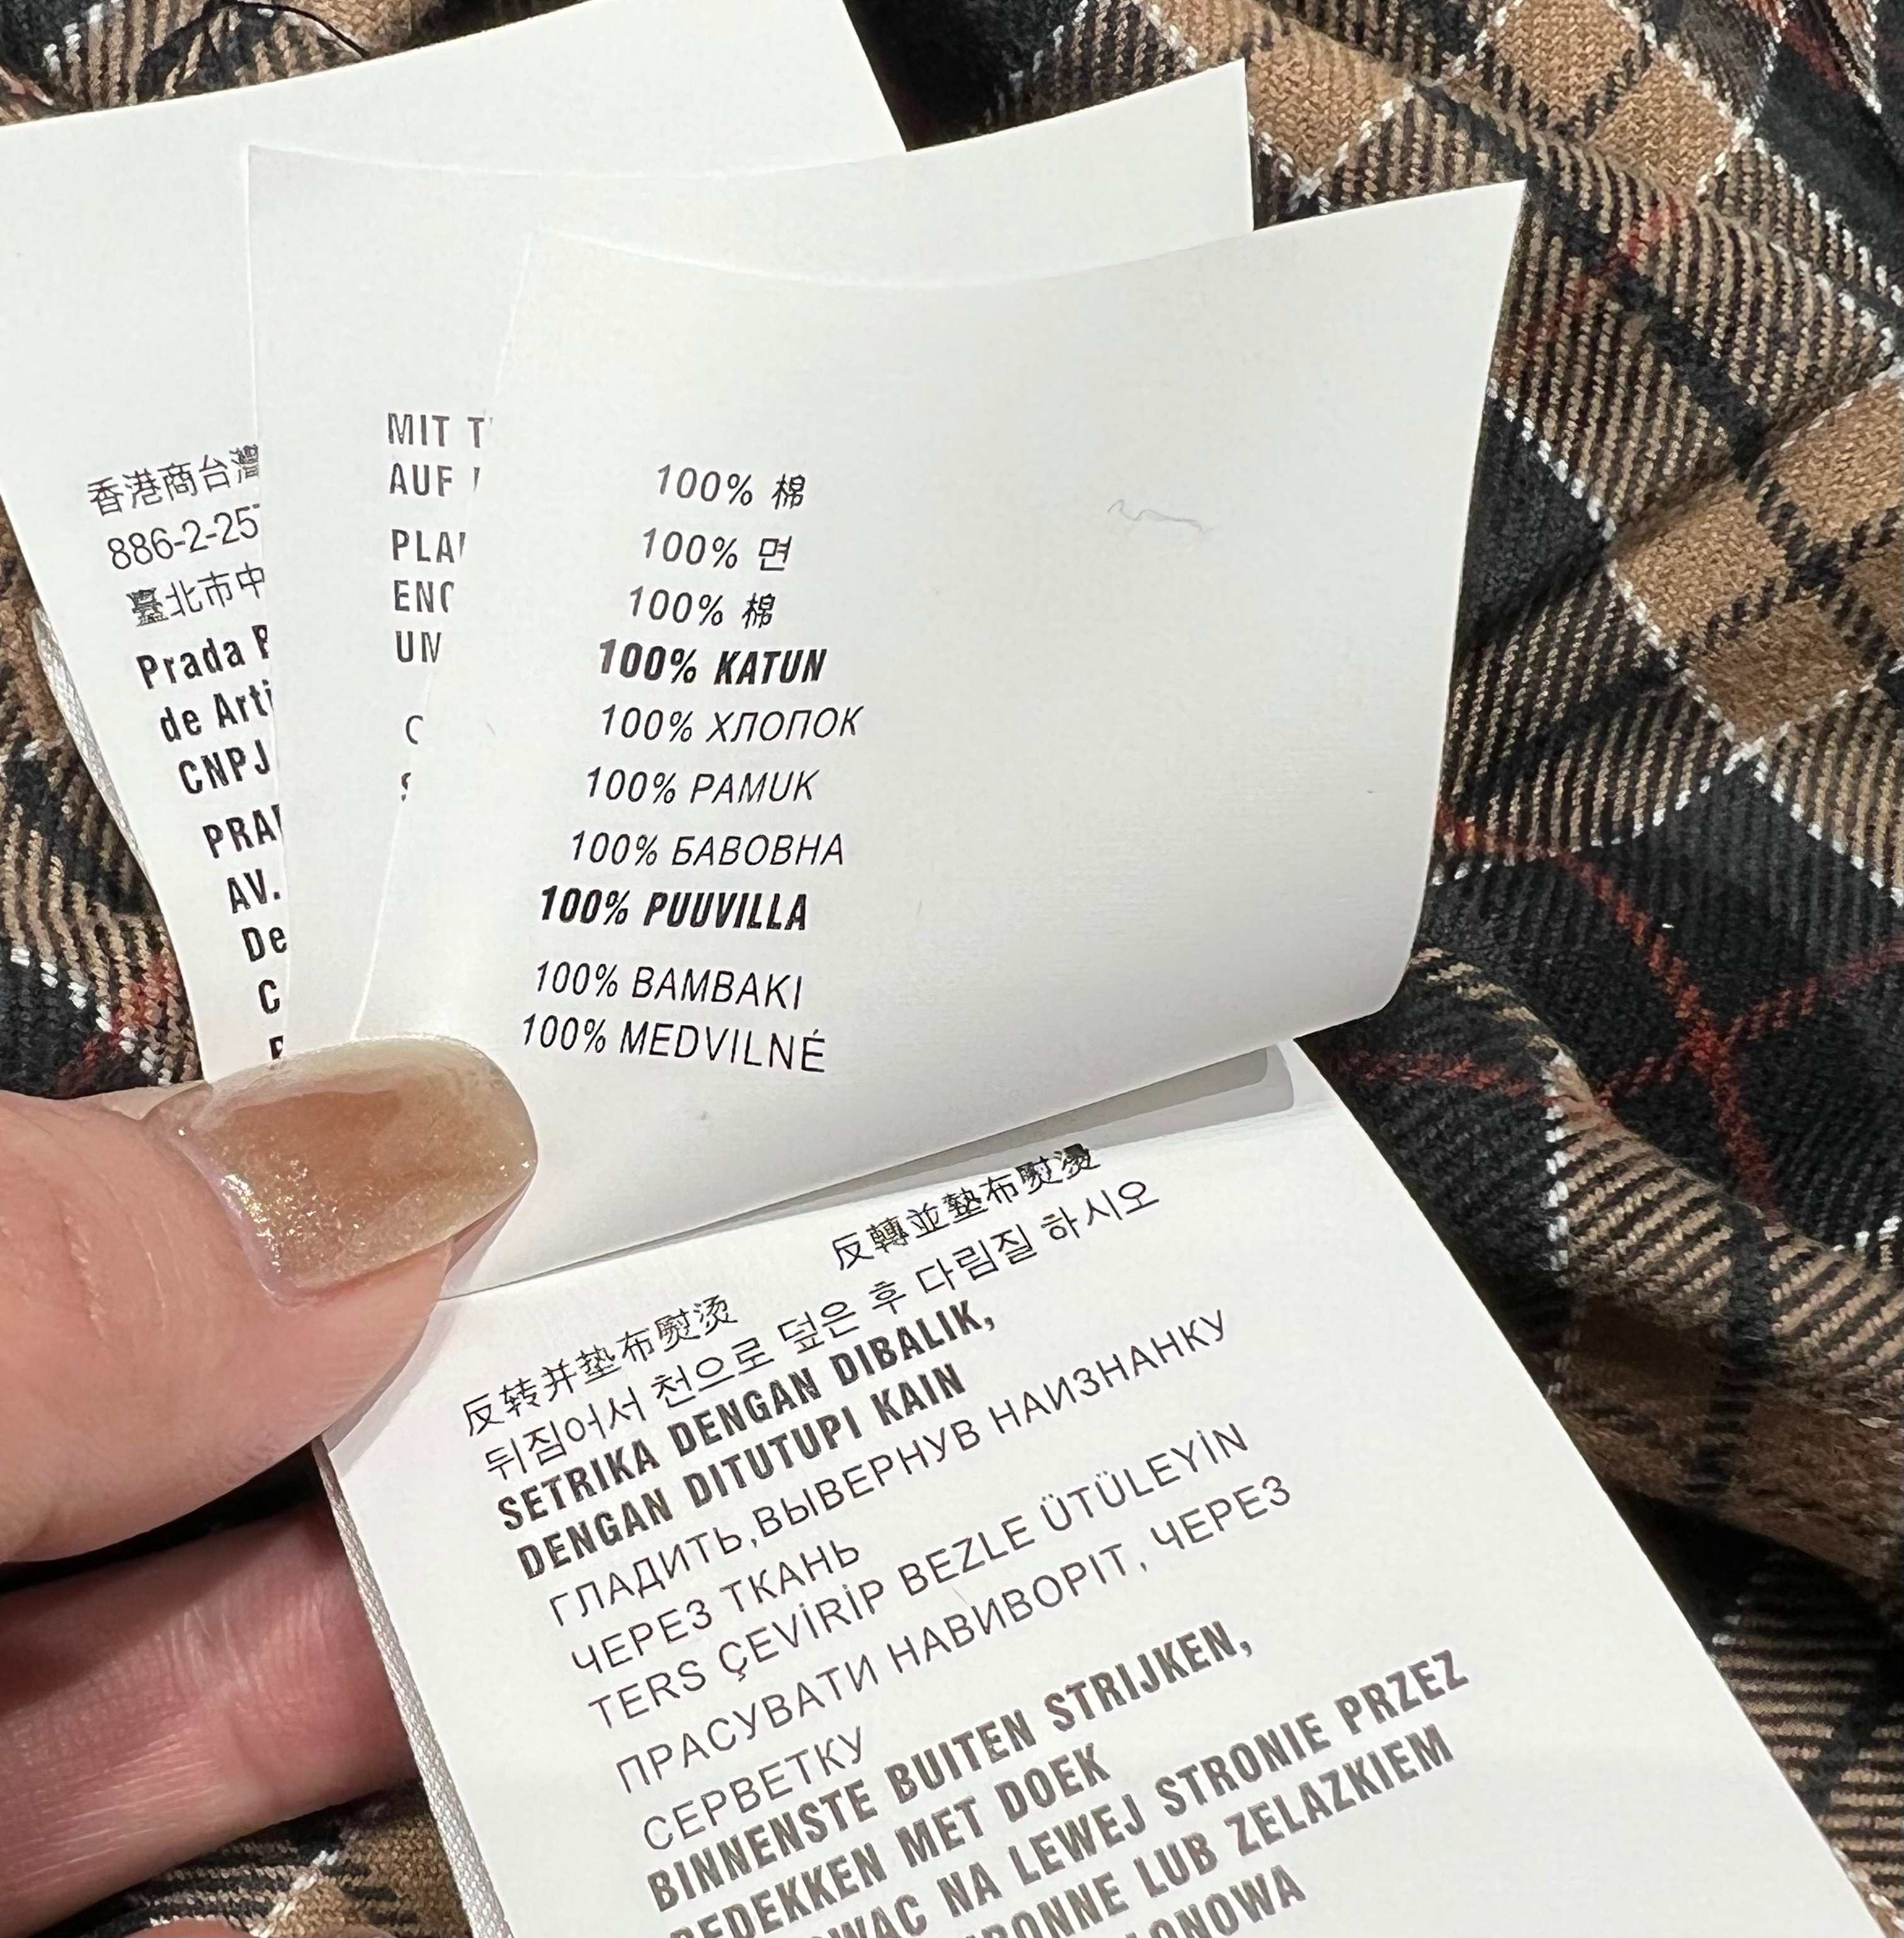 香港商台灣
886-2-25
臺北市中
Prada
de Arti
CNPJ
AV.
De
MIT
AUF
100% 棉
100% 면
100% 棉
100% KATUN
100% ХЛОПОК
100% PAMUK
100% БАВОВНА
100% PUUVILLA
100% BAMBAKI
100% MEDVILNÉ
反轉並墊布熨燙
反转并垫布熨烫
뒤집어서 천으로 덮은 후 다림질 하시오
SETRIKA DENGAN DIBALIK,
DENGAN DITUTUPI KAIN
ГЛАДИТЬ,ВЫВЕРНУВ НАИЗНАНКУ
ЧЕРЕЗ ТКАНЬ
TERS ÇEVİRİP BEZLE ÜTÜLEYİN
ПРАСУВАТИ НАВИВОРІТ, ЧЕРЕЗ
СЕРВЕТКУ
BINNENSTE BUITEN STRIJKEN,
BEDEKKEN MET DOEK
NA LEWEJ STRONIE PRZEZ
LUB ZELAZKIEM